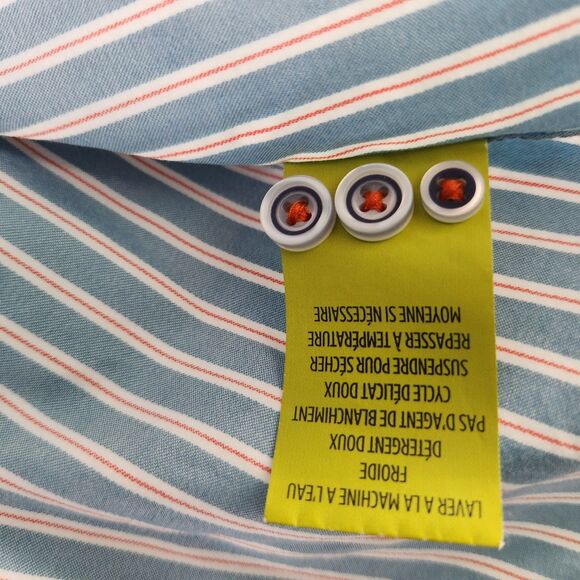 LAVER A LA MACHINE A L'EAU
FROIDE
DÉTERGENT DOUX
PAS D'AGENT DE BLANCHIMENT
CYCLE DÉLICAT DOUX
SUSPENDRE POUR SÉCHER
REPASSER À TEMPÉRATURE
MOYENNE SI NÉCESSAIRE